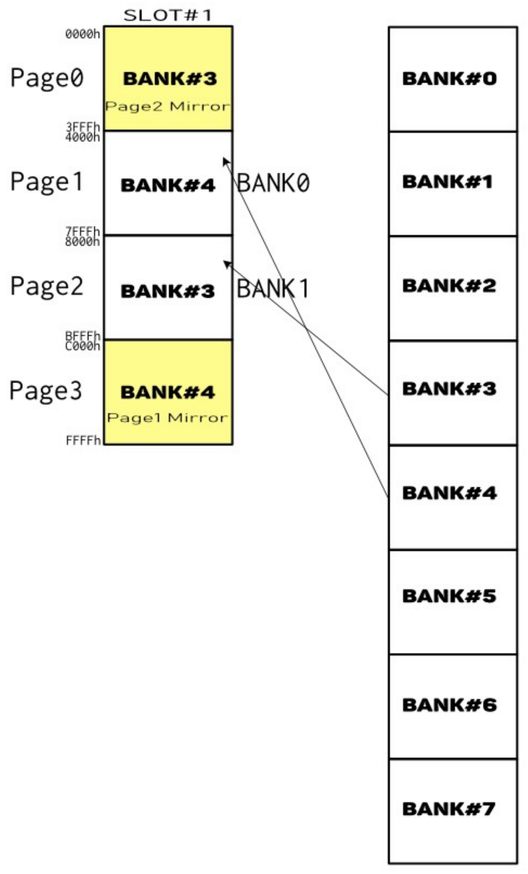 SLOT#1
0000h
Page0
BANK#3
Page2 Mirror
3FFFh
4000h
Page1
BANK#4
BANK0
7FFFh
8000h
Page2
BANK#3
BANK1
BFFFh
C000h
Page3
BANK#4
Page1 Mirror
FFFFh
BANK#0
BANK#1
BANK#2
BANK#3
BANK#4
BANK#5
BANK#6
BANK#7